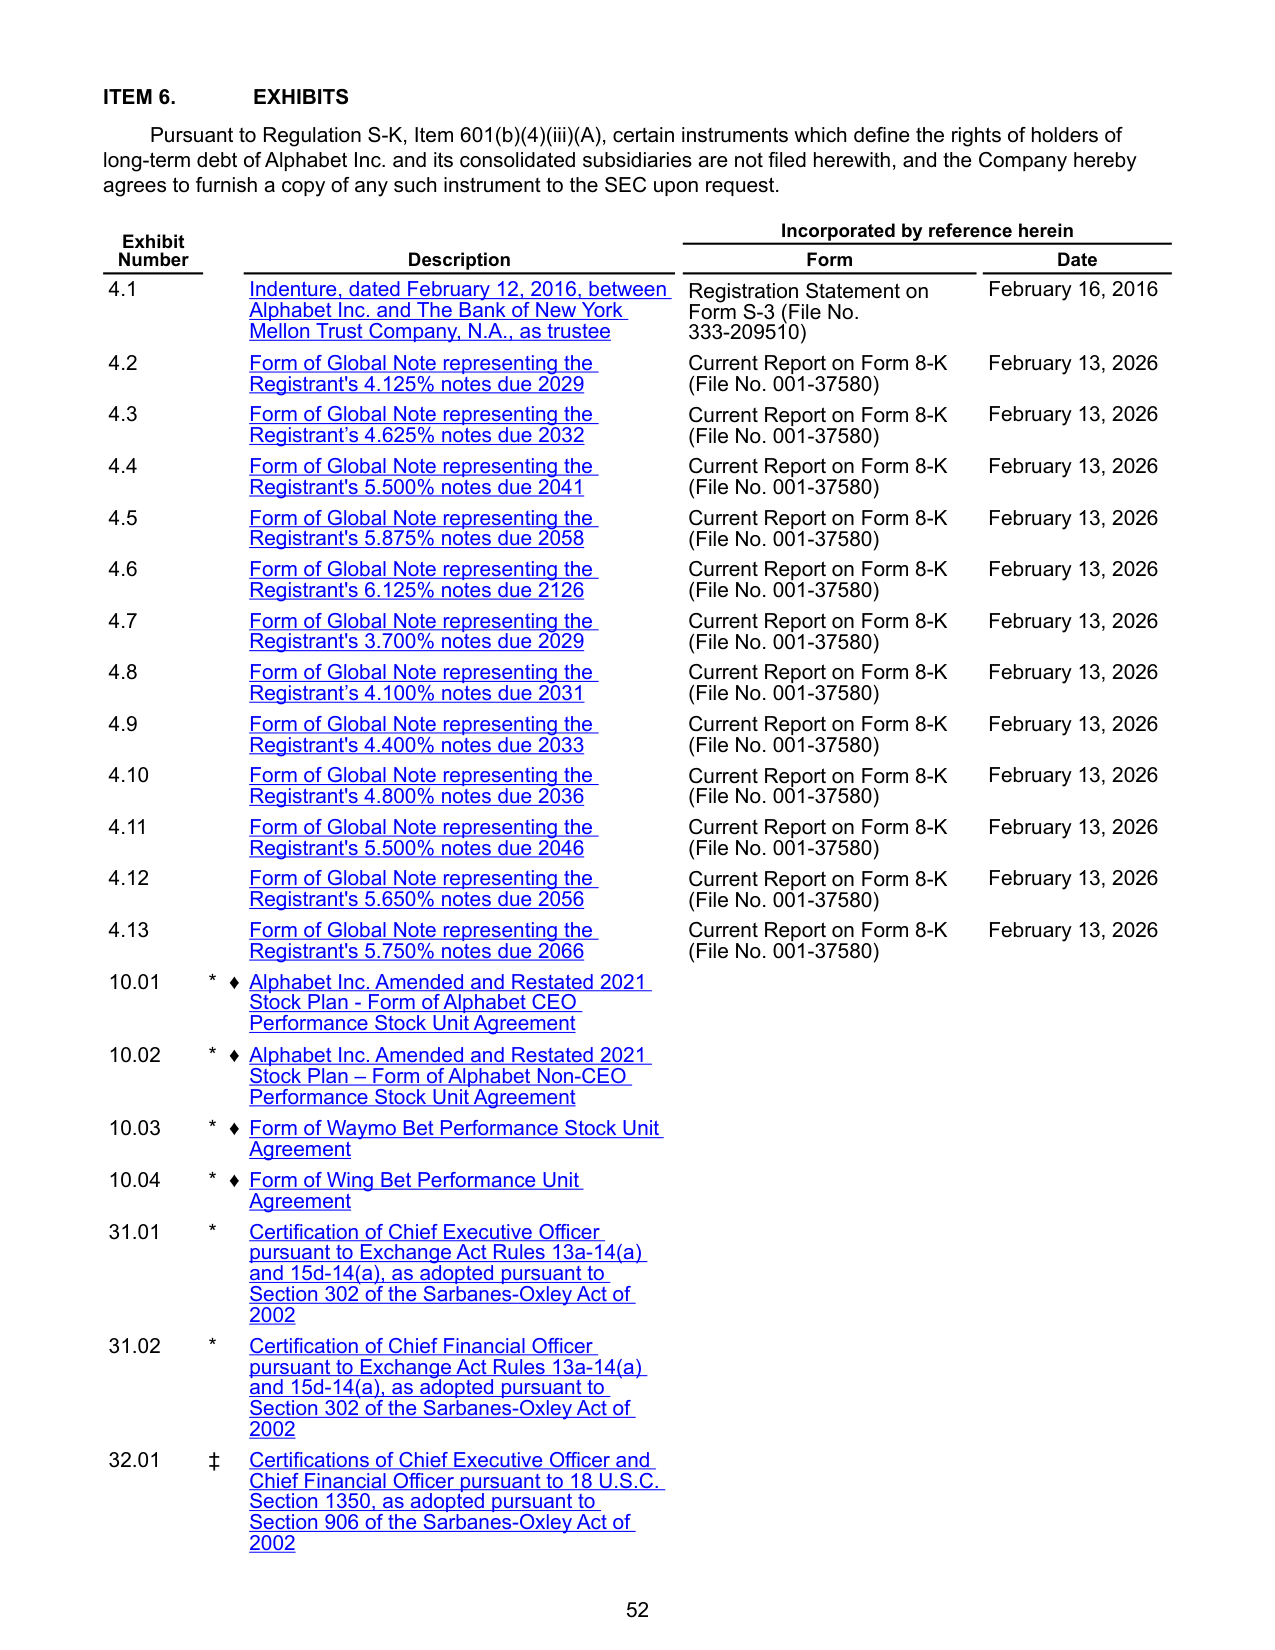 ITEM 6. EXHIBITS
Pursuant to Regulation S-K, Item 601(b)(4)(iii)(A), certain instruments which define the rights of holders of
long-term debt of Alphabet Inc. and its consolidated subsidiaries are not filed herewith, and the Company hereby
agrees to furnish a copy of any such instrument to the SEC upon request.
Incorporated by reference herein
Exhibit
Number Description Form Date
4.1 Indenture, dated February 12, 2016, between Registration Statement on February 16, 2016
Alphabet Inc. and The Bank of New York Form S-3 (File No.
Mellon Trust Company, N.A., as trustee 333-209510)
4.2 Form of Global Note representing the Current Report on Form 8-K February 13, 2026
Registrant's 4.125% notes due 2029 (File No. 001-37580)
4.3 Form of Global Note representing the Current Report on Form 8-K February 13, 2026
Registrant’s 4.625% notes due 2032 (File No. 001-37580)
4.4 Form of Global Note representing the Current Report on Form 8-K February 13, 2026
Registrant's 5.500% notes due 2041 (File No. 001-37580)
4.5 Form of Global Note representing the Current Report on Form 8-K February 13, 2026
Registrant's 5.875% notes due 2058 (File No. 001-37580)
4.6 Form of Global Note representing the Current Report on Form 8-K February 13, 2026
Registrant's 6.125% notes due 2126 (File No. 001-37580)
4.7 Form of Global Note representing the Current Report on Form 8-K February 13, 2026
Registrant's 3.700% notes due 2029 (File No. 001-37580)
4.8 Form of Global Note representing the Current Report on Form 8-K February 13, 2026
Registrant’s 4.100% notes due 2031 (File No. 001-37580)
4.9 Form of Global Note representing the Current Report on Form 8-K February 13, 2026
Registrant's 4.400% notes due 2033 (File No. 001-37580)
4.10 Form of Global Note representing the Current Report on Form 8-K February 13, 2026
Registrant's 4.800% notes due 2036 (File No. 001-37580)
4.11 Form of Global Note representing the Current Report on Form 8-K February 13, 2026
Registrant's 5.500% notes due 2046 (File No. 001-37580)
4.12 Form of Global Note representing the Current Report on Form 8-K February 13, 2026
Registrant's 5.650% notes due 2056 (File No. 001-37580)
4.13 Form of Global Note representing the Current Report on Form 8-K February 13, 2026
Registrant's 5.750% notes due 2066 (File No. 001-37580)
10.01 * ♦ Alphabet Inc. Amended and Restated 2021
Stock Plan - Form of Alphabet CEO
Performance Stock Unit Agreement
10.02 * ♦ Alphabet Inc. Amended and Restated 2021
Stock Plan – Form of Alphabet Non-CEO
Performance Stock Unit Agreement
10.03 * ♦ Form of Waymo Bet Performance Stock Unit
Agreement
10.04 * ♦ Form of Wing Bet Performance Unit
Agreement
31.01 * Certification of Chief Executive Officer
pursuant to Exchange Act Rules 13a-14(a)
and 15d-14(a), as adopted pursuant to
Section 302 of the Sarbanes-Oxley Act of
2002
31.02 * Certification of Chief Financial Officer
pursuant to Exchange Act Rules 13a-14(a)
and 15d-14(a), as adopted pursuant to
Section 302 of the Sarbanes-Oxley Act of
2002
32.01 ‡ Certifications of Chief Executive Officer and
Chief Financial Officer pursuant to 18 U.S.C.
Section 1350, as adopted pursuant to
Section 906 of the Sarbanes-Oxley Act of
2002
52